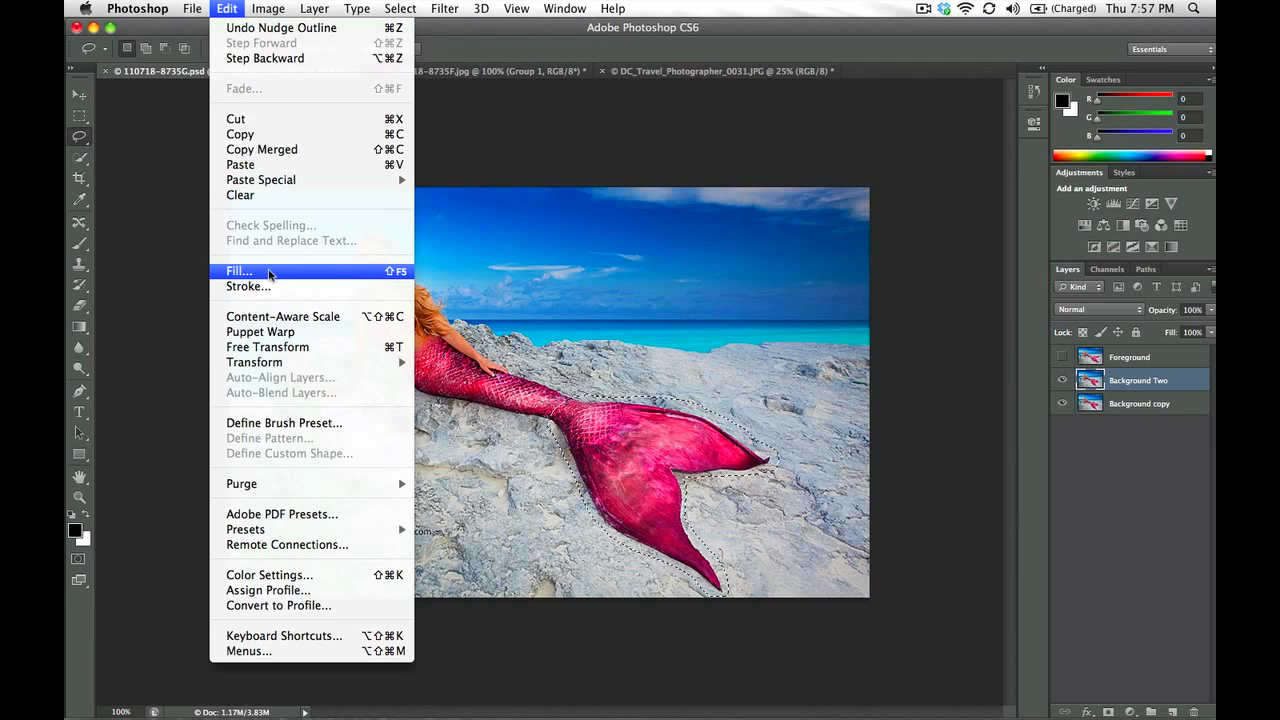 Photoshop File Edit Image Layer Type Select Filter 3D View Window Help (Charged) Thu 7:57 PM
Adobe Photoshop CS6
Essentials
© 110718-8735G.psd 8-8735F.jpg @ 100% (Group 1, RGB/8*) * © DC_Travel_Photographer_0031.JPG @ 25% (RGB/8) *
Undo Nudge Outline ⌘Z
Step Forward ⇧⌘Z
Step Backward ⌥⌘Z
Fade... ⇧⌘F
Cut ⌘X
Copy ⌘C
Copy Merged ⇧⌘C
Paste ⌘V
Paste Special
Clear
Check Spelling...
Find and Replace Text...
Fill... ⇧F5
Stroke...
Content-Aware Scale ⌥⇧⌘C
Puppet Warp
Free Transform ⌘T
Transform
Auto-Align Layers...
Auto-Blend Layers...
Define Brush Preset...
Define Pattern...
Define Custom Shape...
Purge
Adobe PDF Presets...
Presets
Remote Connections...
Color Settings... ⇧⌘K
Assign Profile...
Convert to Profile...
Keyboard Shortcuts... ⌥⇧⌘K
Menus... ⌥⇧⌘M
.com
Color Swatches
R 0
G 0
B 0
Adjustments Styles
Add an adjustment
Layers Channels Paths
Kind
Normal Opacity: 100%
Lock: Fill: 100%
Foreground
Background Two
Background copy
100% © Doc: 1.17M/3.83M